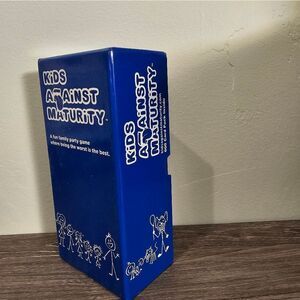 KiDS
AGAiNST
MATURiTY
A fun family party game
where being the worst is the best.
KiDS
AGAiNST
MATURiTY